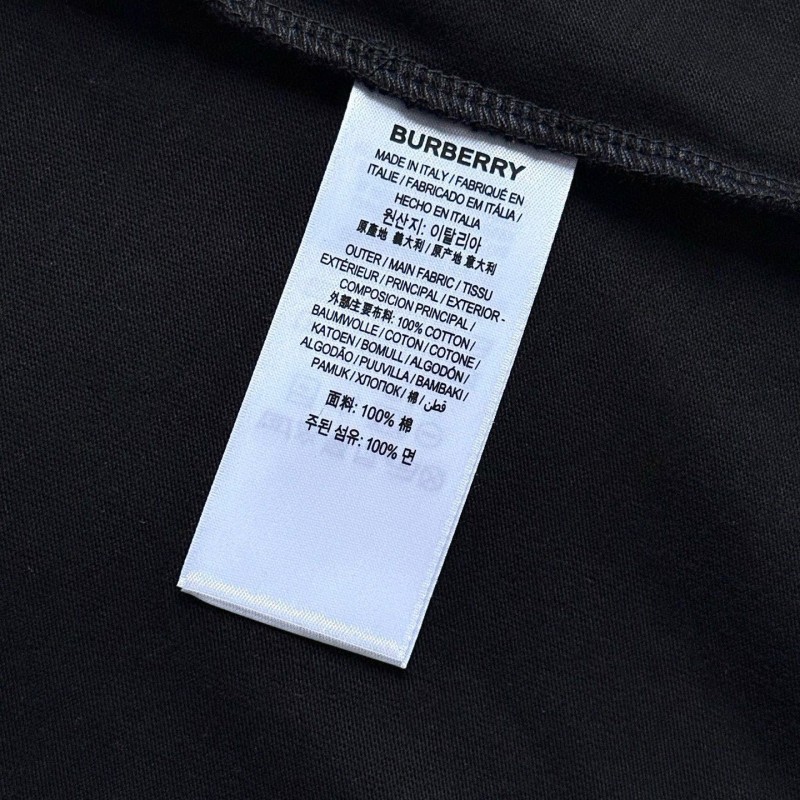 BURBERRY
MADE IN ITALY / FABRIQUÉ EN
ITALIE / FABRICADO EM ITÁLIA /
HECHO EN ITALIA
원산지: 이탈리아
原產地 義大利 / 原产地 意大利
OUTER / MAIN FABRIC / TISSU
EXTÉRIEUR / PRINCIPAL / EXTERIOR -
COMPOSICION PRINCIPAL /
外部主要布料: 100% COTTON /
BAUMWOLLE / COTON / COTONE /
KATOEN / BOMULL / ALGODÓN /
ALGODÃO / PUUVILLA / BAMBAKI /
PAMUK / ХЛОПОК / 棉 / قطن
面料: 100% 棉
주된 섬유: 100% 면